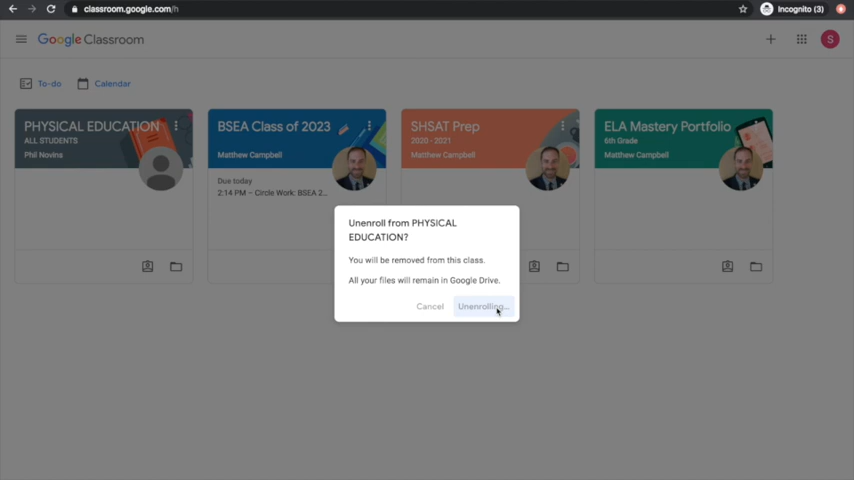 classroom.google.com/h
Incognito (3)
Google Classroom
S
To-do
Calendar
PHYSICAL EDUCATION
ALL STUDENTS
Phil Novins
BSEA Class of 2023
Matthew Campbell
Due today
2:14 PM – Circle Work: BSEA 2...
SHSAT Prep
2020 - 2021
Matthew Campbell
ELA Mastery Portfolio
6th Grade
Matthew Campbell
Unenroll from PHYSICAL
EDUCATION?
You will be removed from this class.
All your files will remain in Google Drive.
Cancel
Unenrolling...